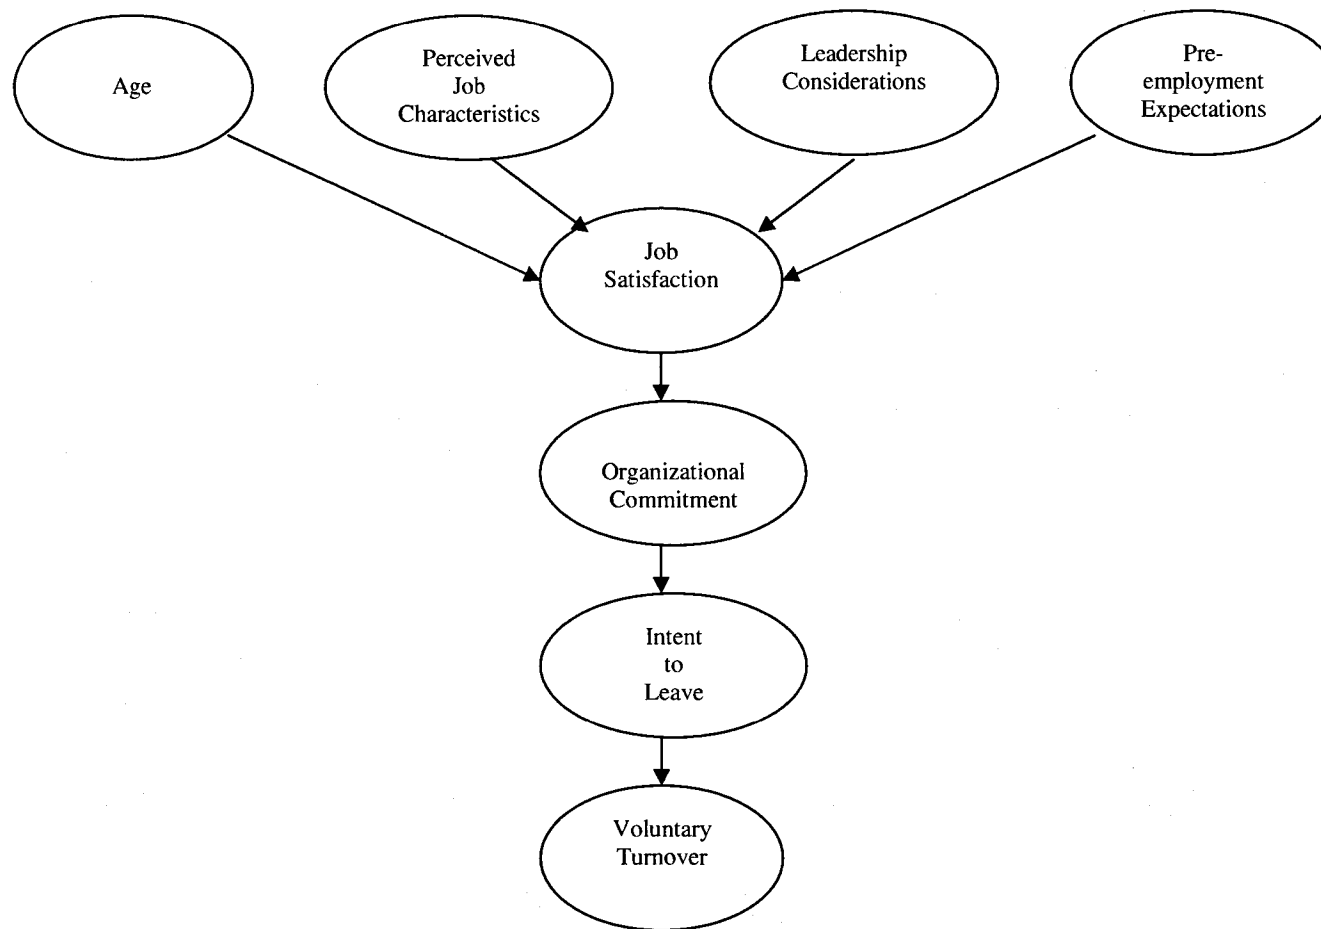 Age
Perceived
Job
Characteristics
Leadership
Considerations
Pre-
employment
Expectations
Job
Satisfaction
Organizational
Commitment
Intent
to
Leave
Voluntary
Turnover